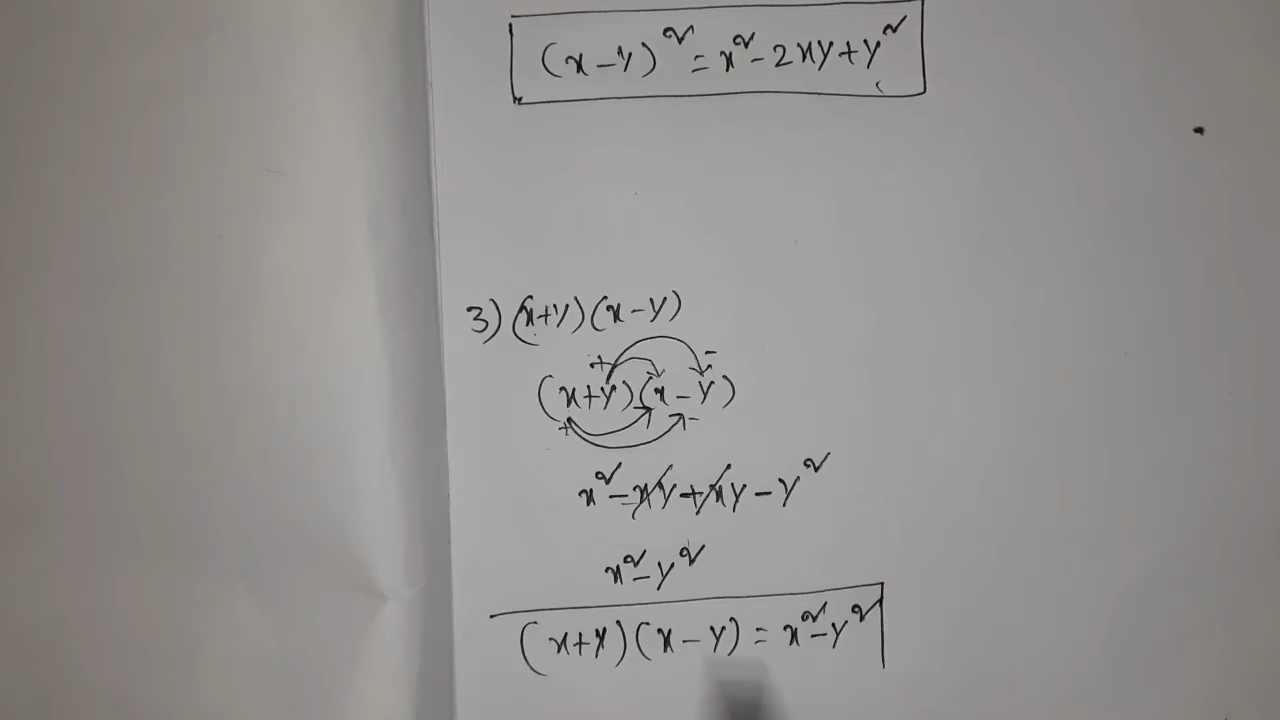 (x-y)² = x² - 2xy + y²
3) (x+y)(x-y)
+ -
(x+y)(x-y)
+ -
x² - xy + xy - y²
x² - y²
(x+y)(x-y) = x² - y²